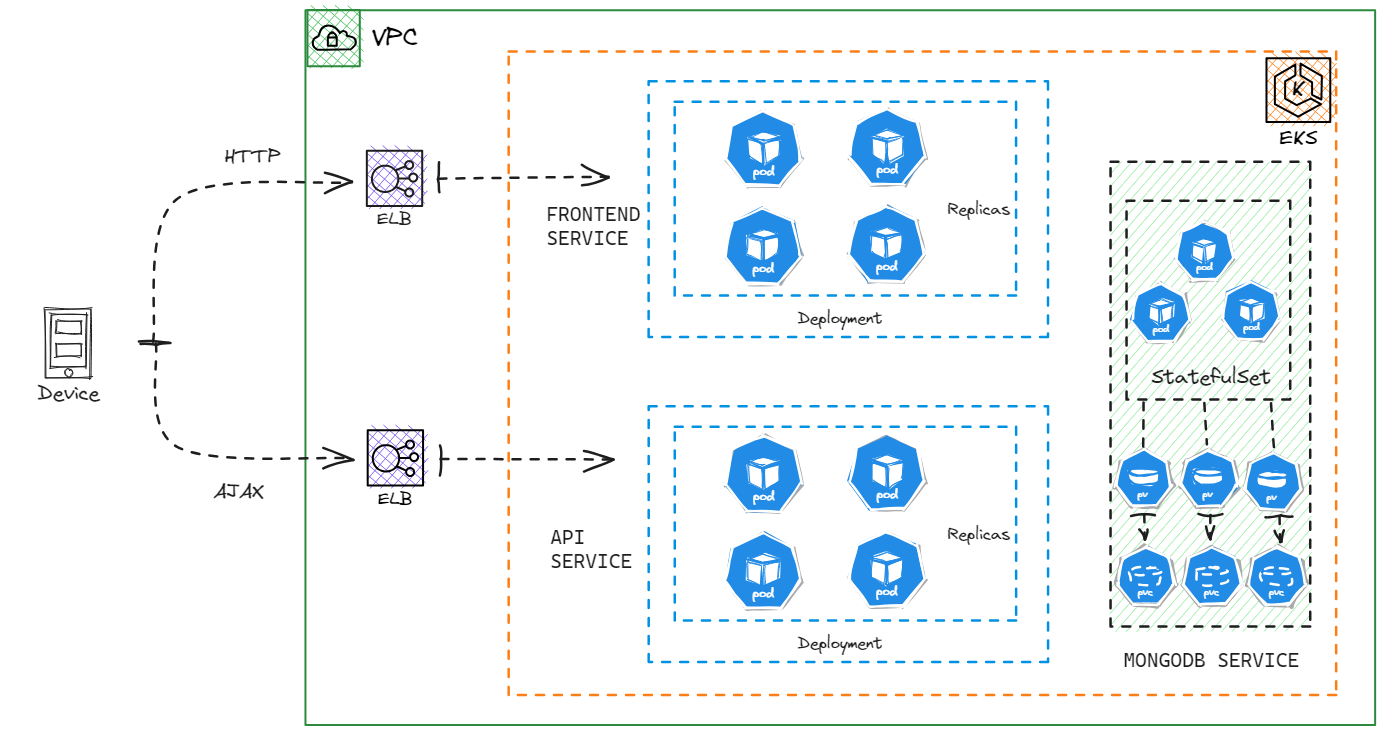 VPC
K
EKS
HTTP
ELB
FRONTEND
SERVICE
pod
pod
pod
pod
Replicas
Deployment
pod
pod
pod
StatefulSet
Device
AJAX
ELB
API
SERVICE
pod
pod
pod
pod
Replicas
Deployment
pv
pv
pv
pvc
pvc
pvc
MONGODB SERVICE